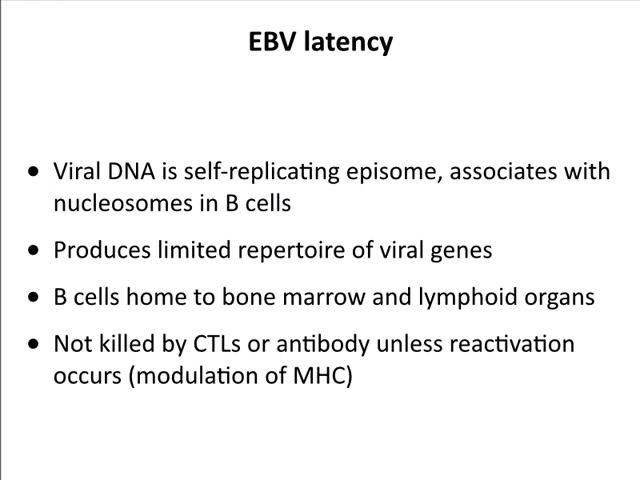 EBV latency
• Viral DNA is self-replicating episome, associates with
nucleosomes in B cells
• Produces limited repertoire of viral genes
• B cells home to bone marrow and lymphoid organs
• Not killed by CTLs or antibody unless reactivation
occurs (modulation of MHC)